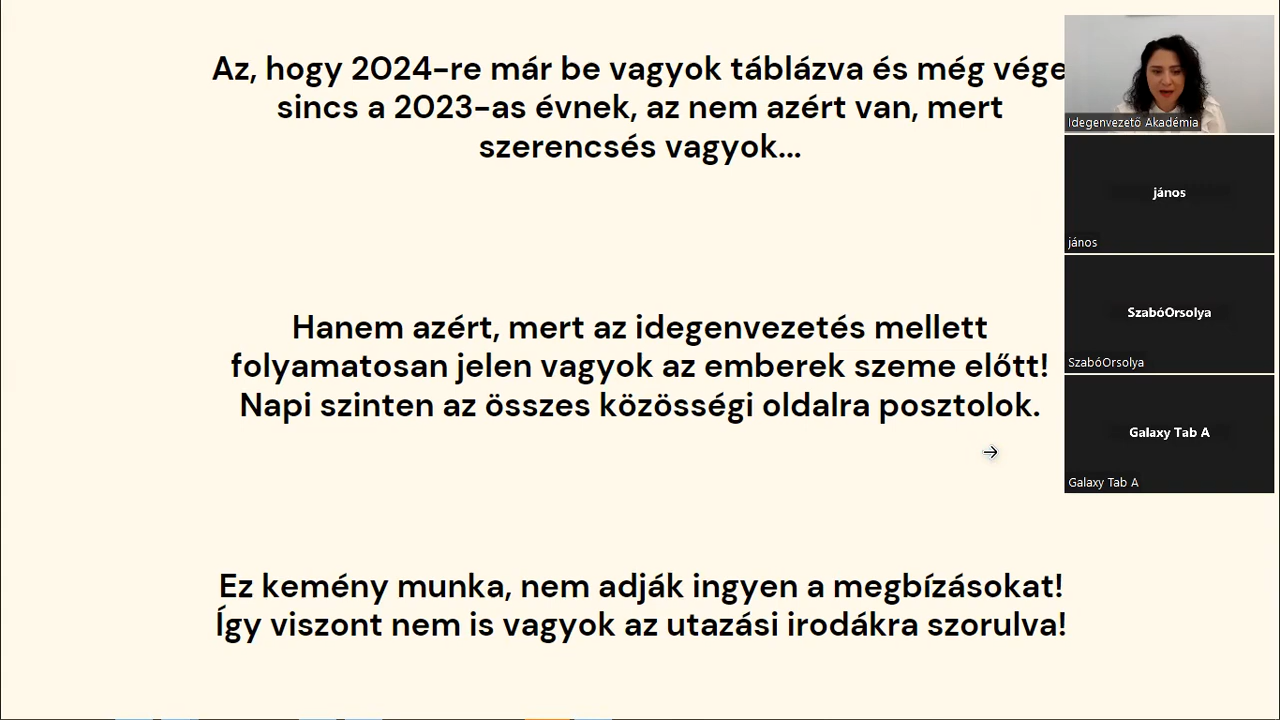 Az, hogy 2024-re már be vagyok táblázva és még vége
sincs a 2023-as évnek, az nem azért van, mert
szerencsés vagyok...
Hanem azért, mert az idegenvezetés mellett
folyamatosan jelen vagyok az emberek szeme előtt!
Napi szinten az összes közösségi oldalra posztolok.
Ez kemény munka, nem adják ingyen a megbízásokat!
Így viszont nem is vagyok az utazási irodákra szorulva!
Idegenvezető Akadémia
jános
jános
SzabóOrsolya
SzabóOrsolya
Galaxy Tab A
Galaxy Tab A